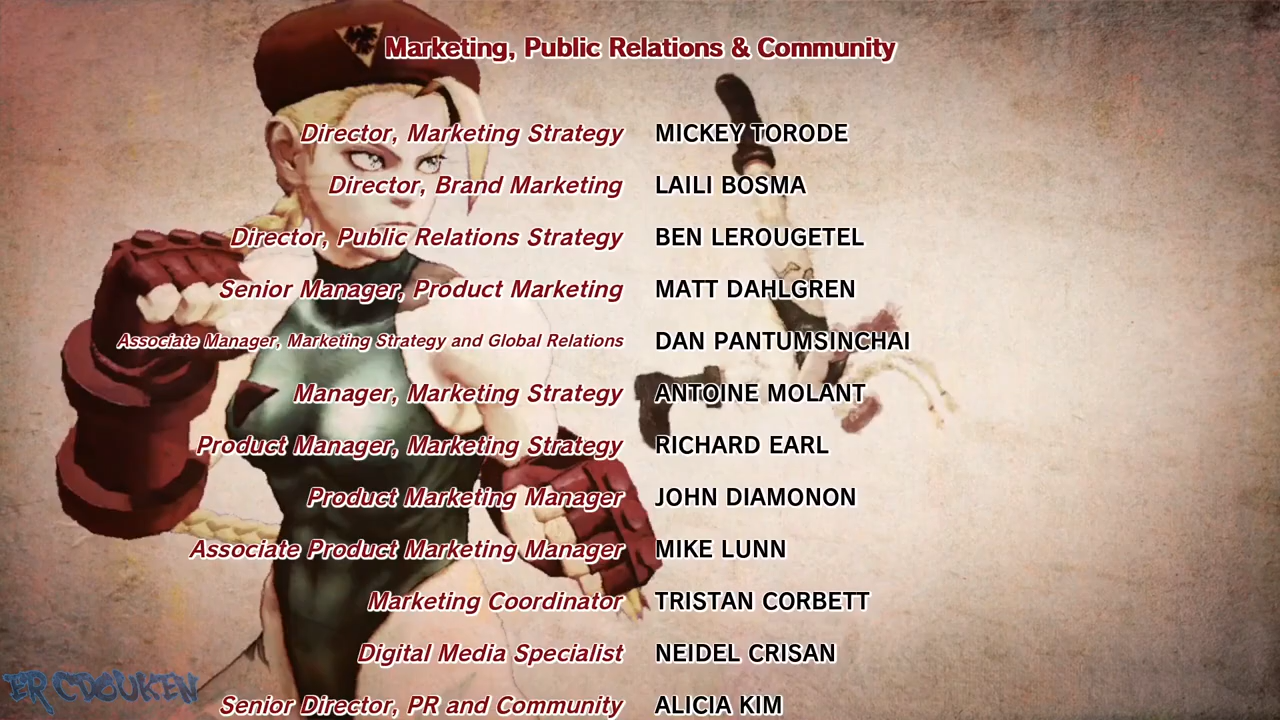 Marketing, Public Relations & Community
Director, Marketing Strategy MICKEY TORODE
Director, Brand Marketing LAILI BOSMA
Director, Public Relations Strategy BEN LEROUGETEL
Senior Manager, Product Marketing MATT DAHLGREN
Associate Manager, Marketing Strategy and Global Relations DAN PANTUMSINCHAI
Manager, Marketing Strategy ANTOINE MOLANT
Product Manager, Marketing Strategy RICHARD EARL
Product Marketing Manager JOHN DIAMONON
Associate Product Marketing Manager MIKE LUNN
Marketing Coordinator TRISTAN CORBETT
Digital Media Specialist NEIDEL CRISAN
Senior Director, PR and Community ALICIA KIM